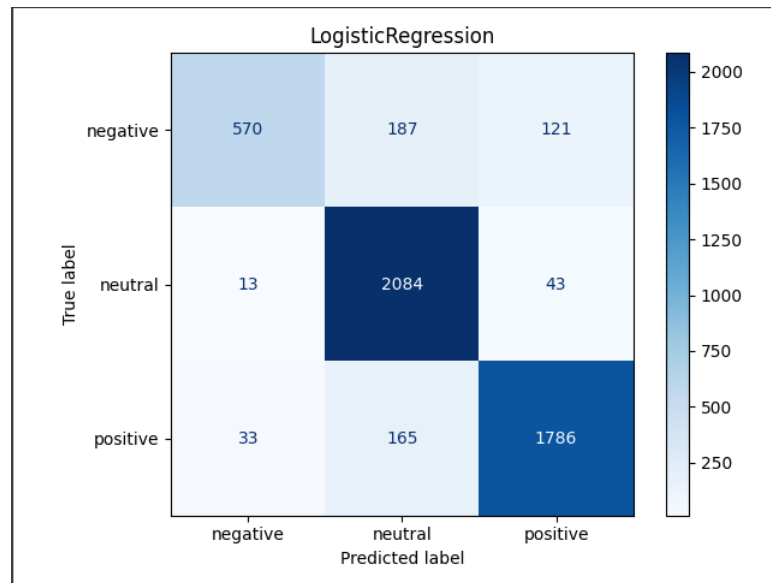 LogisticRegression
negative 570 187 121
neutral 13 2084 43
positive 33 165 1786
negative neutral positive
Predicted label
True label
2000
1750
1500
1250
1000
750
500
250